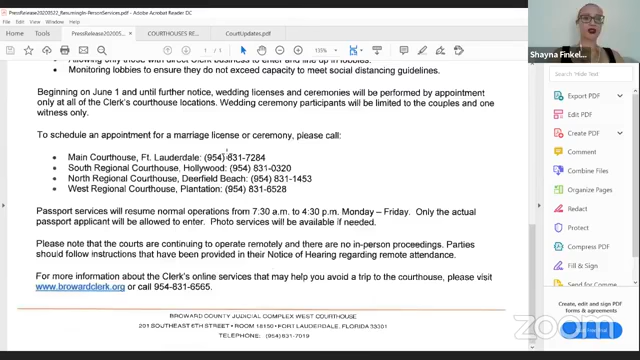 PressRelease20200522_ResumingIn-PersonServices.pdf - Adobe Acrobat Reader DC
PressRelease202005...
COURTHOUSES RE...
CourtUpdates.pdf
135%
Shayna Finkel...
Allowing only those with direct Clerk business to enter and line up in lobbies.
• Monitoring lobbies to ensure they do not exceed capacity to meet social distancing guidelines.
Beginning on June 1 and until further notice, wedding licenses and ceremonies will be performed by appointment
only at all of the Clerk's courthouse locations. Wedding ceremony participants will be limited to the couples and one
witness only.
To schedule an appointment for a marriage license or ceremony, please call:
• Main Courthouse, Ft. Lauderdale: (954) 831-7284
• South Regional Courthouse, Hollywood: (954) 831-0320
• North Regional Courthouse, Deerfield Beach: (954) 831-1453
• West Regional Courthouse, Plantation: (954) 831-6528
Passport services will resume normal operations from 7:30 a.m. to 4:30 p.m. Monday – Friday. Only the actual
passport applicant will be allowed to enter. Photo services will be available if needed.
Please note that the courts are continuing to operate remotely and there are no in-person proceedings. Parties
should follow instructions that have been provided in their Notice of Hearing regarding remote attendance.
For more information about the Clerk's online services that may help you avoid a trip to the courthouse, please visit
www.browardclerk.org or call 954-831-6565.
BROWARD COUNTY JUDICIAL COMPLEX WEST COURTHOUSE
201 SOUTHEAST 6TH STREET • ROOM 18150 • FORT LAUDERDALE, FLORIDA 33301
TELEPHONE: (954) 831-7019
Export PDF
Edit PDF
Create PDF
Comment
Combine Files
Organize Pages
Redact
Protect
Compress PDF
Fill & Sign
Send for Comme
Create, edit and sign PDF
forms & agreements
zoom